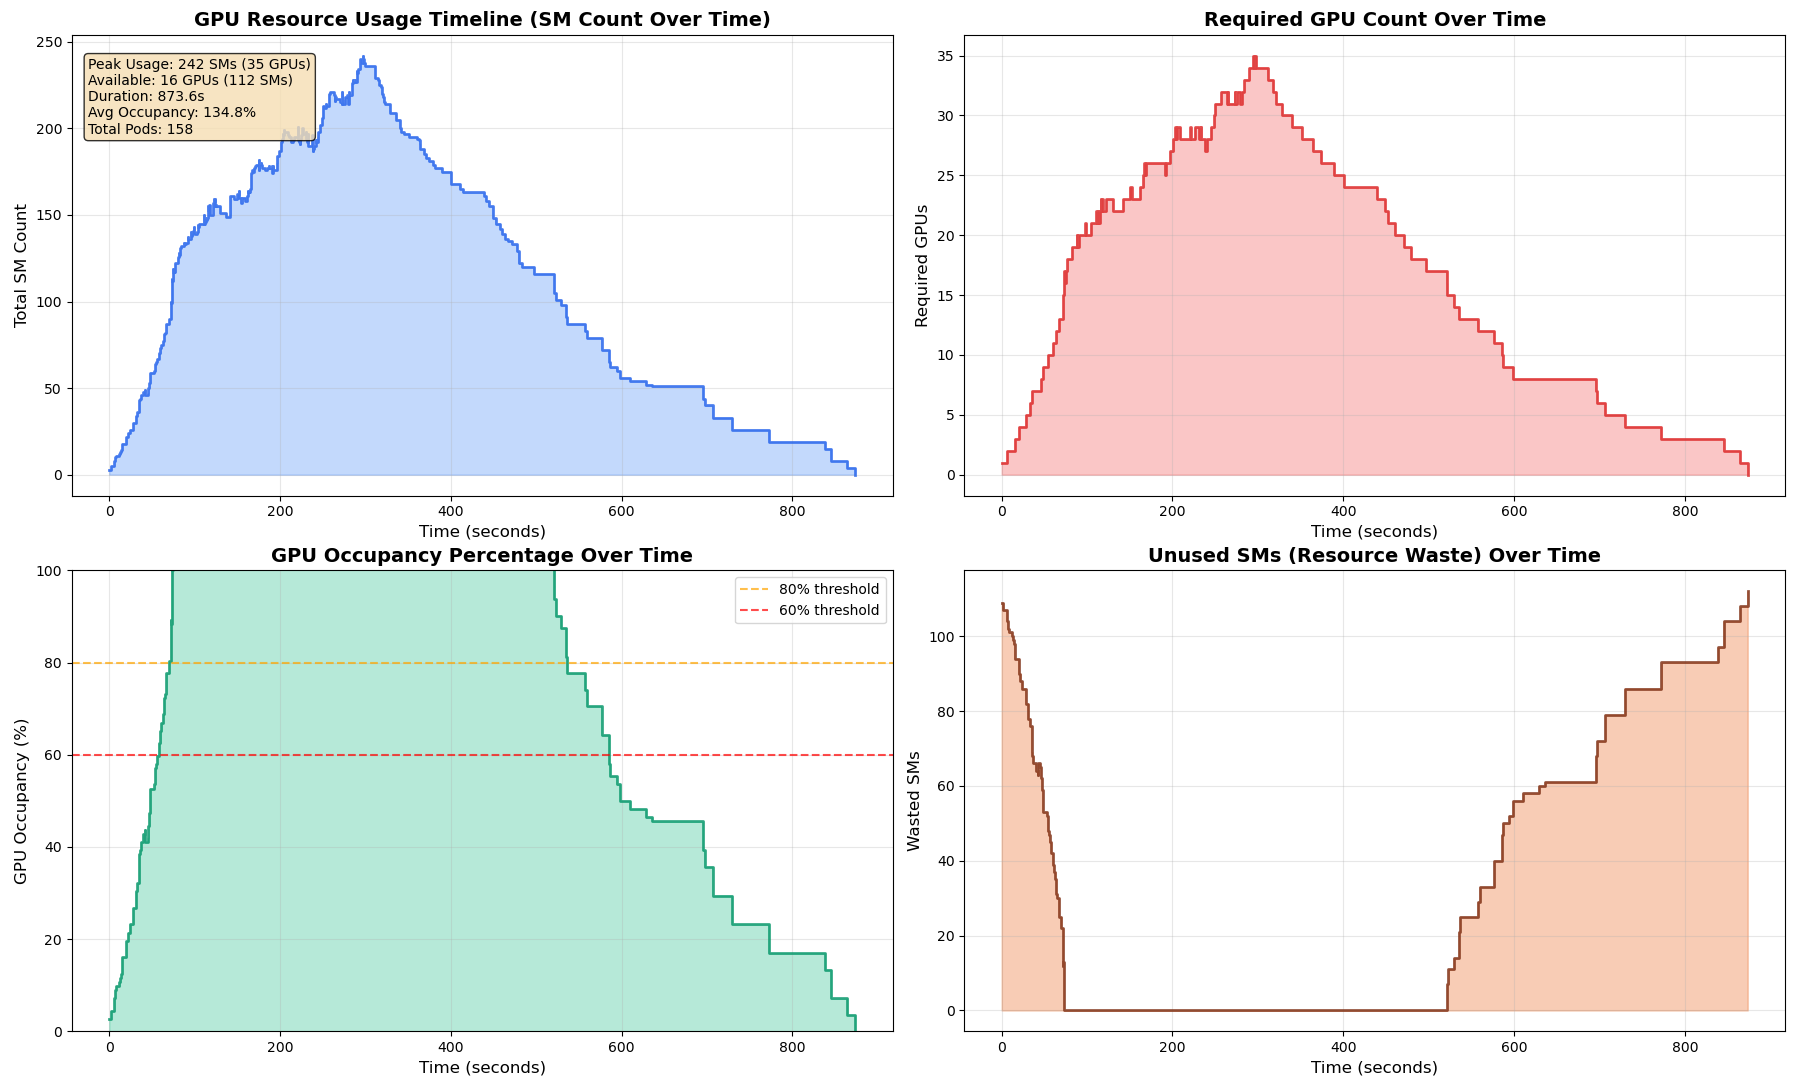 GPU Resource Usage Timeline (SM Count Over Time)
250
200
150
100
50
0
Total SM Count
Peak Usage: 242 SMs (35 GPUs)
Available: 16 GPUs (112 SMs)
Duration: 873.6s
Avg Occupancy: 134.8%
Total Pods: 158
0 200 400 600 800
Time (seconds)
Required GPU Count Over Time
35
30
25
20
15
10
5
0
Required GPUs
0 200 400 600 800
Time (seconds)
GPU Occupancy Percentage Over Time
100
80
60
40
20
0
GPU Occupancy (%)
80% threshold
60% threshold
0 200 400 600 800
Time (seconds)
Unused SMs (Resource Waste) Over Time
100
80
60
40
20
0
Wasted SMs
0 200 400 600 800
Time (seconds)